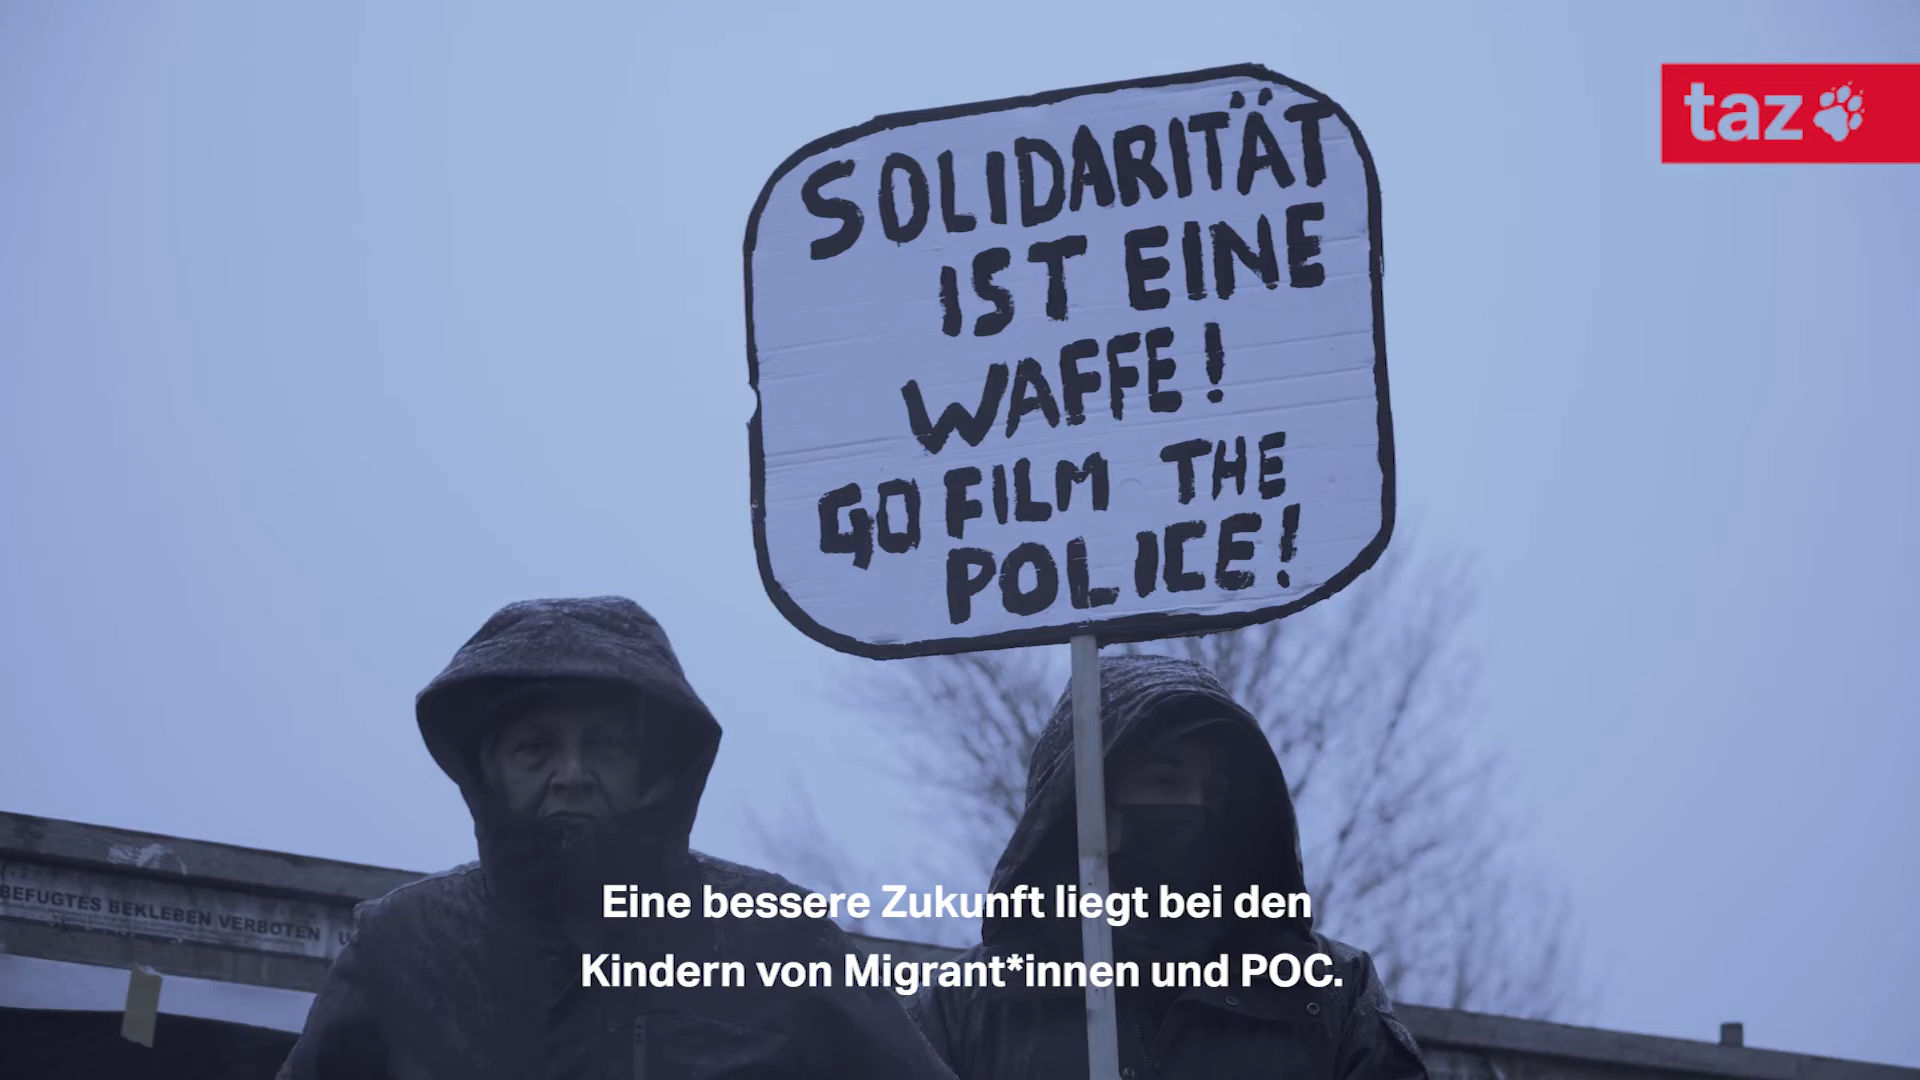 taz
SOLIDARITÄT
IST EINE
WAFFE!
GO FILM THE
POLICE!
BEFUGTES BEKLEBEN VERBOTEN
Eine bessere Zukunft liegt bei den
Kindern von Migrant*innen und POC.